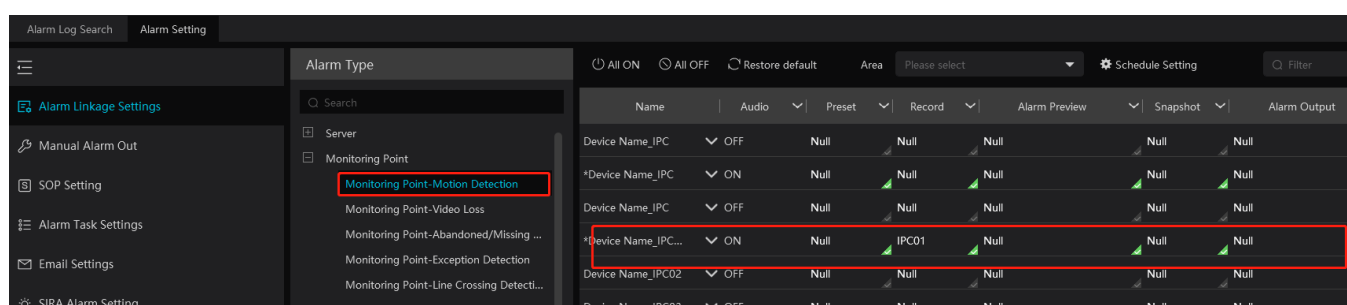 Alarm Log Search Alarm Setting
Alarm Type
All ON All OFF Restore default Area Please select Schedule Setting Filter
Alarm Linkage Settings
Manual Alarm Out
SOP Setting
Alarm Task Settings
Email Settings
SIRA Alarm Setting
Search
Server
Monitoring Point
Monitoring Point-Motion Detection
Monitoring Point-Video Loss
Monitoring Point-Abandoned/Missing ...
Monitoring Point-Exception Detection
Monitoring Point-Line Crossing Detecti...
Name Audio Preset Record Alarm Preview Snapshot Alarm Output
Device Name_IPC OFF Null Null Null Null Null
*Device Name_IPC ON Null Null Null Null Null
Device Name_IPC OFF Null Null Null Null Null
*Device Name_IPC... ON Null IPC01 Null Null Null
Device Name_IPC02 OFF Null Null Null Null Null